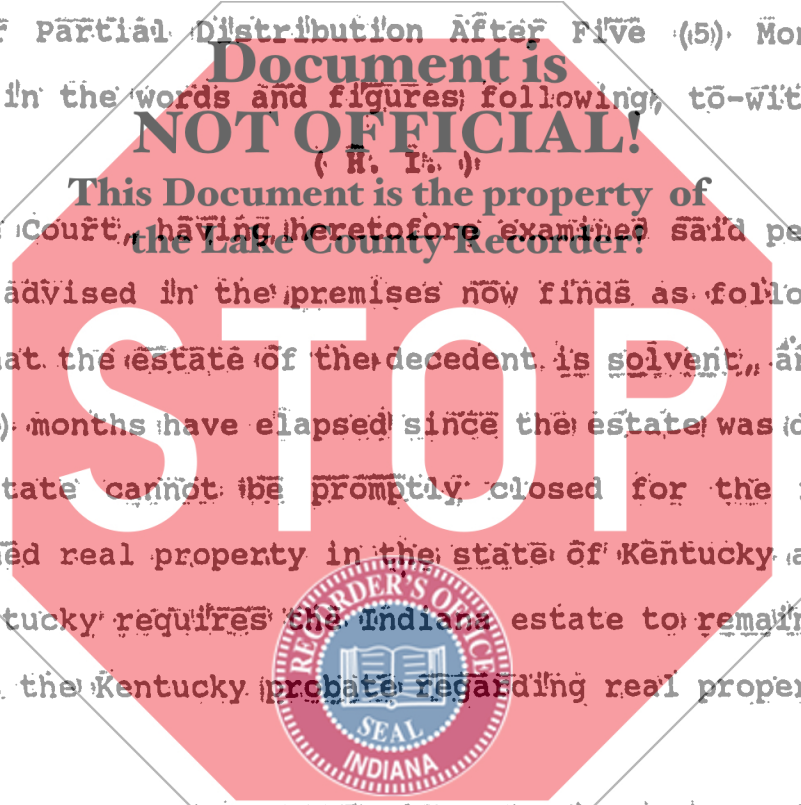 Partial Distribution After Five (5) Mon
Document is
in the words and figures following, to-wit
NOT OFFICIAL!
( H. I. )
This Document is the property of
Court, having heretofore examined said pe
the Lake County Recorder!
advised in the premises now finds as follo
at the estate of the decedent is solvent, an
STOP
) months have elapsed since the estate was
tate cannot be promptly closed for the
ed real property in the state of Kentucky a
tucky requires the Indiana estate to remain
the Kentucky probate regarding real proper
RECORDER'S OFFICE
SEAL
INDIANA